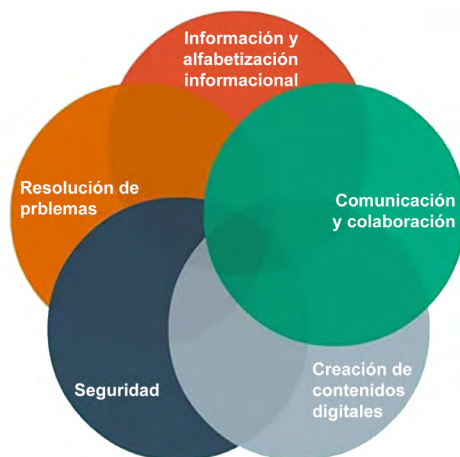 Información y
alfabetización
informacional
Resolución de
prblemas
Comunicación
y colaboración
Seguridad
Creación de
contenidos
digitales